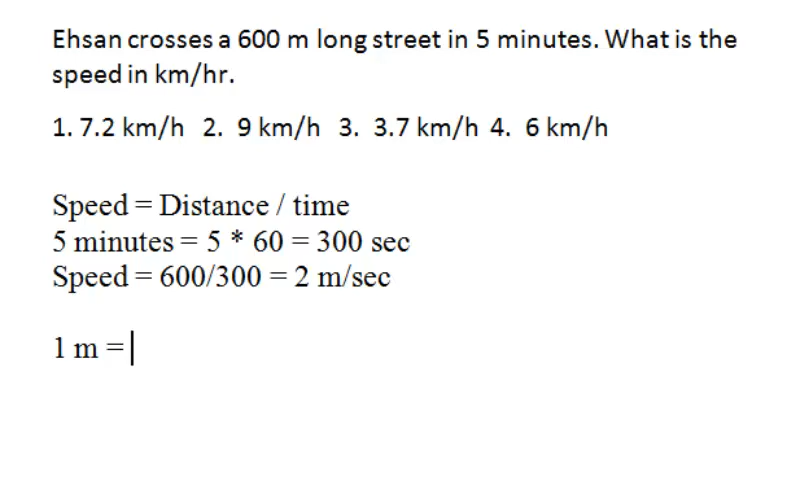 Ehsan crosses a 600 m long street in 5 minutes. What is the
speed in km/hr.
1. 7.2 km/h 2. 9 km/h 3. 3.7 km/h 4. 6 km/h
Speed = Distance / time
5 minutes = 5 * 60 = 300 sec
Speed = 600/300 = 2 m/sec
1 m =